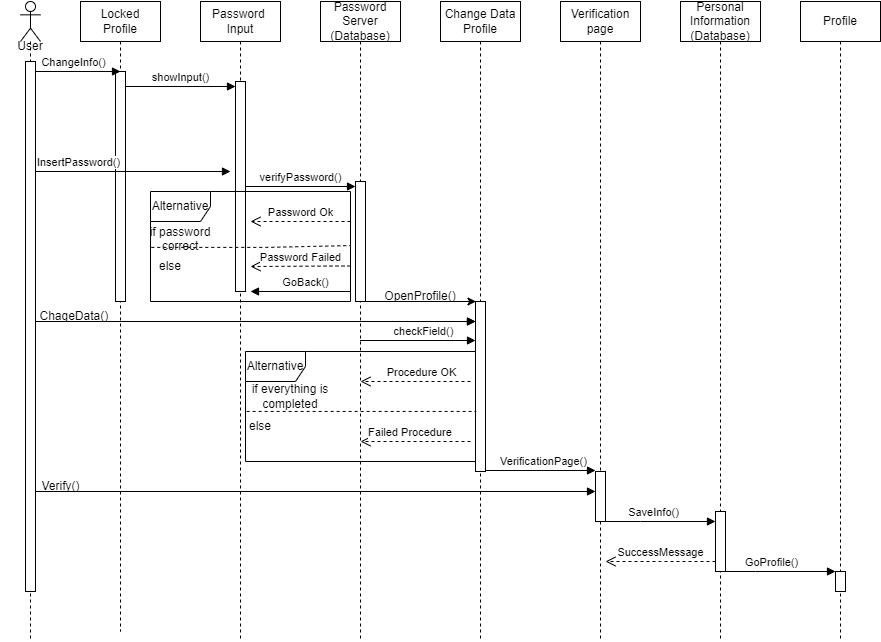 User
Locked
Profile
Password
Input
Password
Server
(Database)
Change Data
Profile
Verification
page
Personal
Information
(Database)
Profile
ChangeInfo()
showInput()
InsertPassword()
verifyPassword()
Alternative
Password Ok
if password
correct
Password Failed
else
GoBack()
OpenProfile()
ChageData()
checkField()
Alternative
Procedure OK
if everything is
completed
else
Failed Procedure
VerificationPage()
Verify()
SaveInfo()
SuccessMessage
GoProfile()